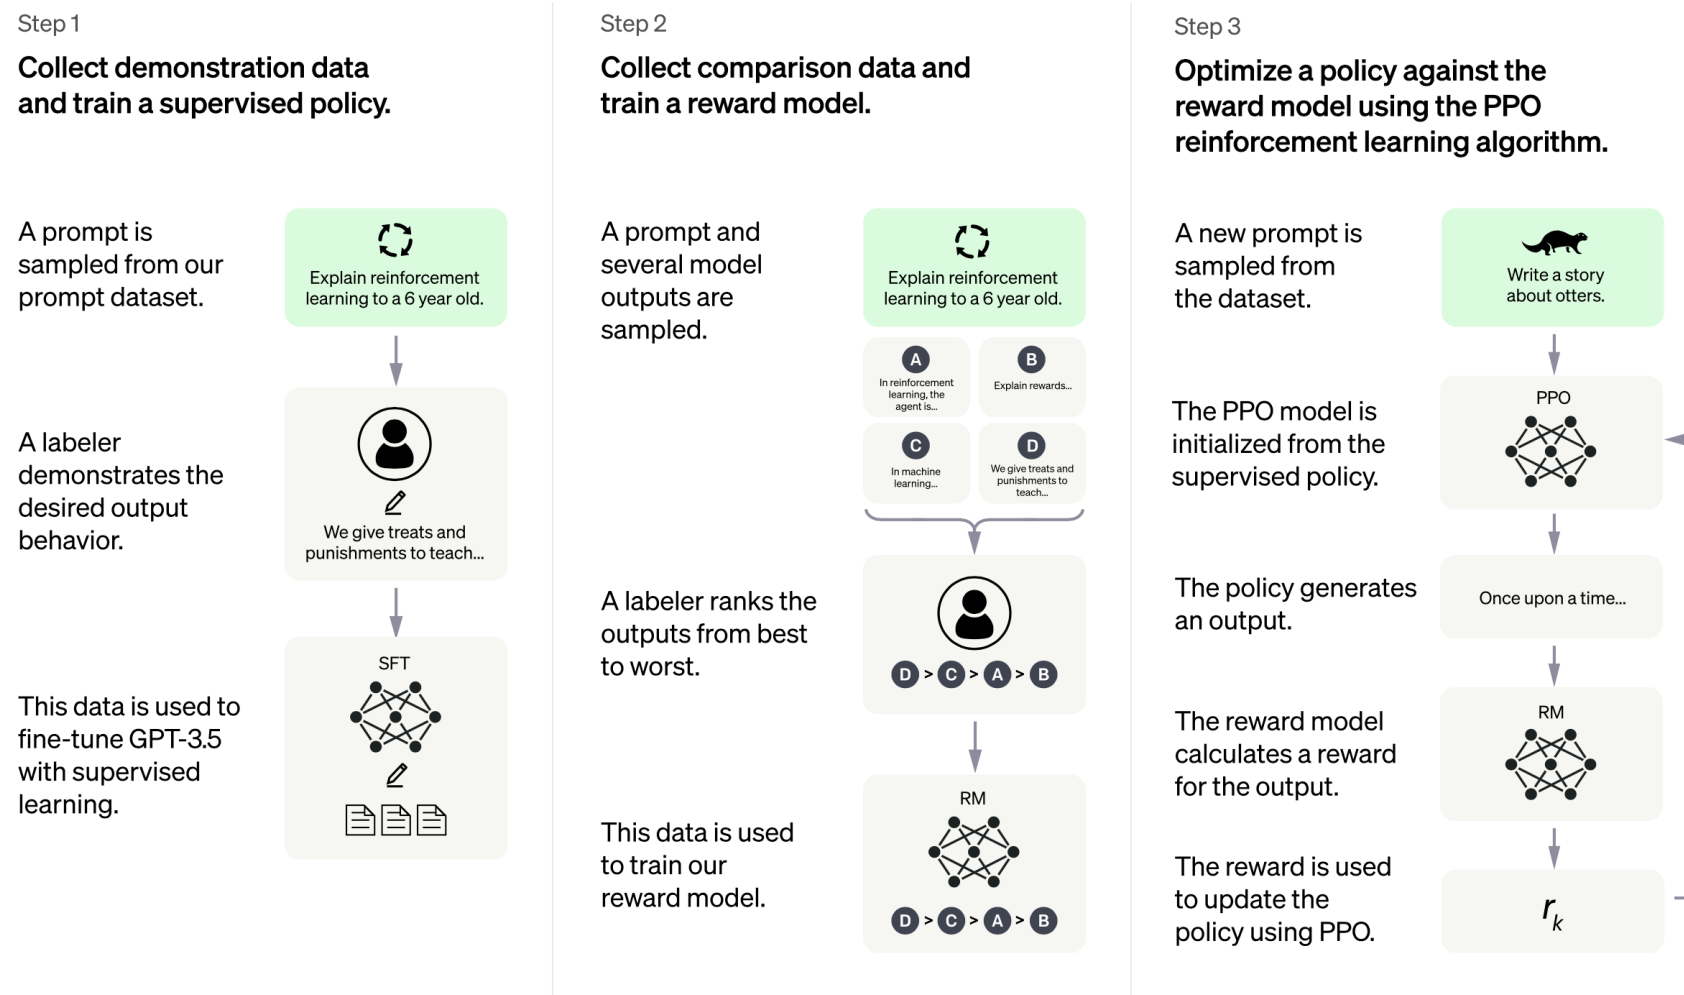 Step 1
Collect demonstration data
and train a supervised policy.
A prompt is
sampled from our
prompt dataset.
Explain reinforcement
learning to a 6 year old.
A labeler
demonstrates the
desired output
behavior.
We give treats and
punishments to teach...
This data is used to
fine-tune GPT-3.5
with supervised
learning.
SFT
Step 2
Collect comparison data and
train a reward model.
A prompt and
several model
outputs are
sampled.
Explain reinforcement
learning to a 6 year old.
A
In reinforcement
learning, the
agent is...
B
Explain rewards...
C
In machine
learning...
D
We give treats and
punishments to
teach...
A labeler ranks the
outputs from best
to worst.
D > C > A > B
This data is used
to train our
reward model.
RM
D > C > A > B
Step 3
Optimize a policy against the
reward model using the PPO
reinforcement learning algorithm.
A new prompt is
sampled from
the dataset.
Write a story
about otters.
The PPO model is
initialized from the
supervised policy.
PPO
The policy generates
an output.
Once upon a time...
The reward model
calculates a reward
for the output.
RM
The reward is used
to update the
policy using PPO.
rk